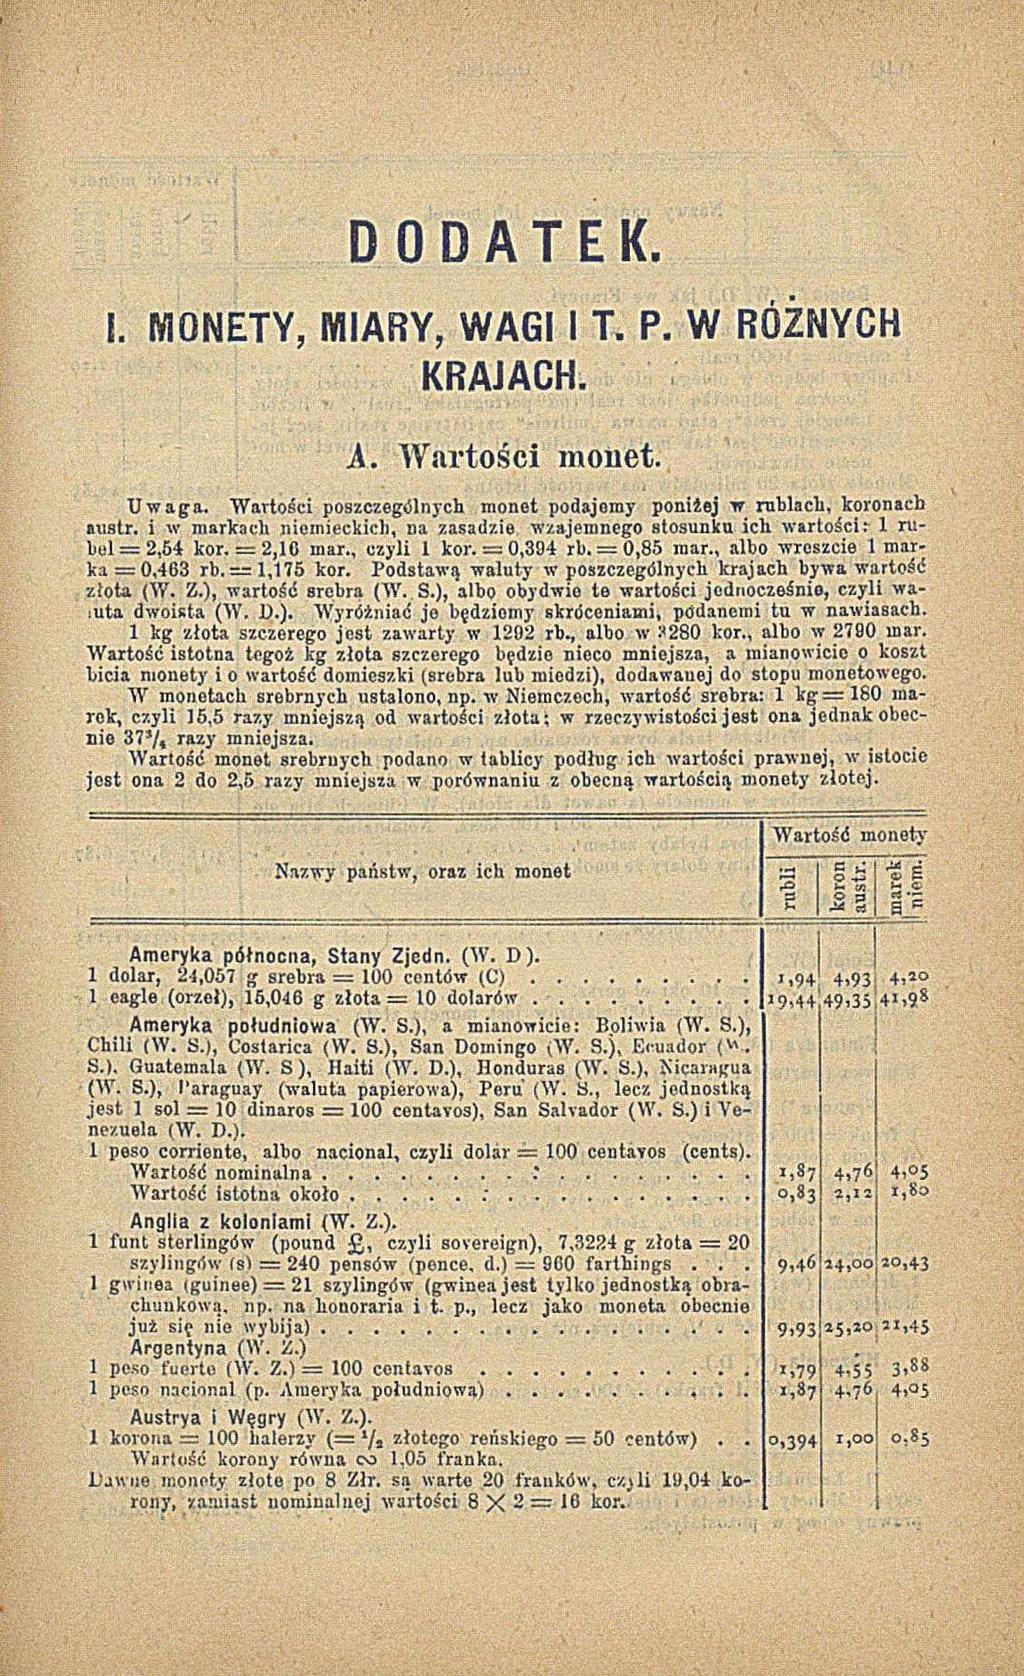 DODATEK.
I. MONETY, MIARY, WAGI I T. P. W RÓŻNYCH
KRAJACH.
A. Wartości monet.
Uwaga. Wartości poszczególnych monet podajemy poniżej w rublach, koronach
austr. i w markach niemieckich, na zasadzie wzajemnego stosunku ich wartości: 1 ru-
bel = 2,54 kor. = 2,16 mar., czyli 1 kor. = 0,394 rb. = 0,85 mar., albo wreszcie 1 mar-
ka = 0,463 rb. = 1,175 kor. Podstawą waluty w poszczególnych krajach bywa wartość
złota (W. Z.), wartość srebra (W. S.), albo obydwie te wartości jednocześnie, czyli wa-
luta dwoista (W. D.). Wyróżniać je będziemy skróceniami, podanemi tu w nawiasach.
1 kg złota szczerego jest zawarty w 1292 rb., albo w 3280 kor., albo w 2790 mar.
Wartość istotna tegoż kg złota szczerego będzie nieco mniejsza, a mianowicie o koszt
bicia monety i o wartość domieszki (srebra lub miedzi), dodawanej do stopu monetowego.
W monetach srebrnych ustalono, np. w Niemczech, wartość srebra: 1 kg = 180 ma-
rek, czyli 15,5 razy mniejszą od wartości złota; w rzeczywistości jest ona jednak obec-
nie 37³/₄ razy mniejsza.
Wartość monet srebrnych podano w tablicy podług ich wartości prawnej, w istocie
jest ona 2 do 2,5 razy mniejsza w porównaniu z obecną wartością monety złotej.
Nazwy państw, oraz ich monet
Wartość monety
rubli
koron austr.
marek niem.
Ameryka północna, Stany Zjedn. (W. D).
1 dolar, 24,057 g srebra = 100 centów (C) . . . . . . . . . . 1,94 4,93 4,20
1 eagle (orzeł), 15,046 g złota = 10 dolarów . . . . . . . . . 19,44 49,35 41,98
Ameryka południowa (W. S.), a mianowicie: Boliwia (W. S.),
Chili (W. S.), Costarica (W. S.), San Domingo (W. S.), Ecuador (W.
S.). Guatemala (W. S), Haiti (W. D.), Honduras (W. S.), Nicaragua
(W. S.), Paraguay (waluta papierowa), Peru (W. S., lecz jednostką
jest 1 sol = 10 dinaros = 100 centavos), San Salvador (W. S.) i Ve-
nezuela (W. D.).
1 peso corriente, albo nacional, czyli dolar = 100 centavos (cents).
Wartość nominalna . . . . . . . . . . . . . . . . . . 1,87 4,76 4,05
Wartość istotna około . . . . . . . . . . . . . . . . . 0,83 2,12 1,80
Anglia z koloniami (W. Z.).
1 funt sterlingów (pound £, czyli sovereign), 7,3224 g złota = 20
szylingów (s) = 240 pensów (pence, d.) = 960 farthings . . . 9,46 24,00 20,43
1 gwinea (guinee) = 21 szylingów (gwinea jest tylko jednostką obra-
chunkową, np. na honoraria i t. p., lecz jako moneta obecnie
już się nie wybija) . . . . . . . . . . . . . . . . . . 9,93 25,20 21,45
Argentyna (W. Z.)
1 peso fuerte (W. Z.) = 100 centavos . . . . . . . . . . . . 1,79 4,55 3,88
1 peso nacional (p. Ameryka południowa) . . . . . . . . . . . 1,87 4,76 4,05
Austrya i Węgry (W. Z.).
1 korona = 100 halerzy (= ¹/₂ złotego reńskiego = 50 centów) . . 0,394 1,00 0,85
Wartość korony równa ∾ 1,05 franka.
Dawne monety złote po 8 Złr. są warte 20 franków, czyli 19,04 ko-
rony, zamiast nominalnej wartości 8 × 2 = 16 kor.